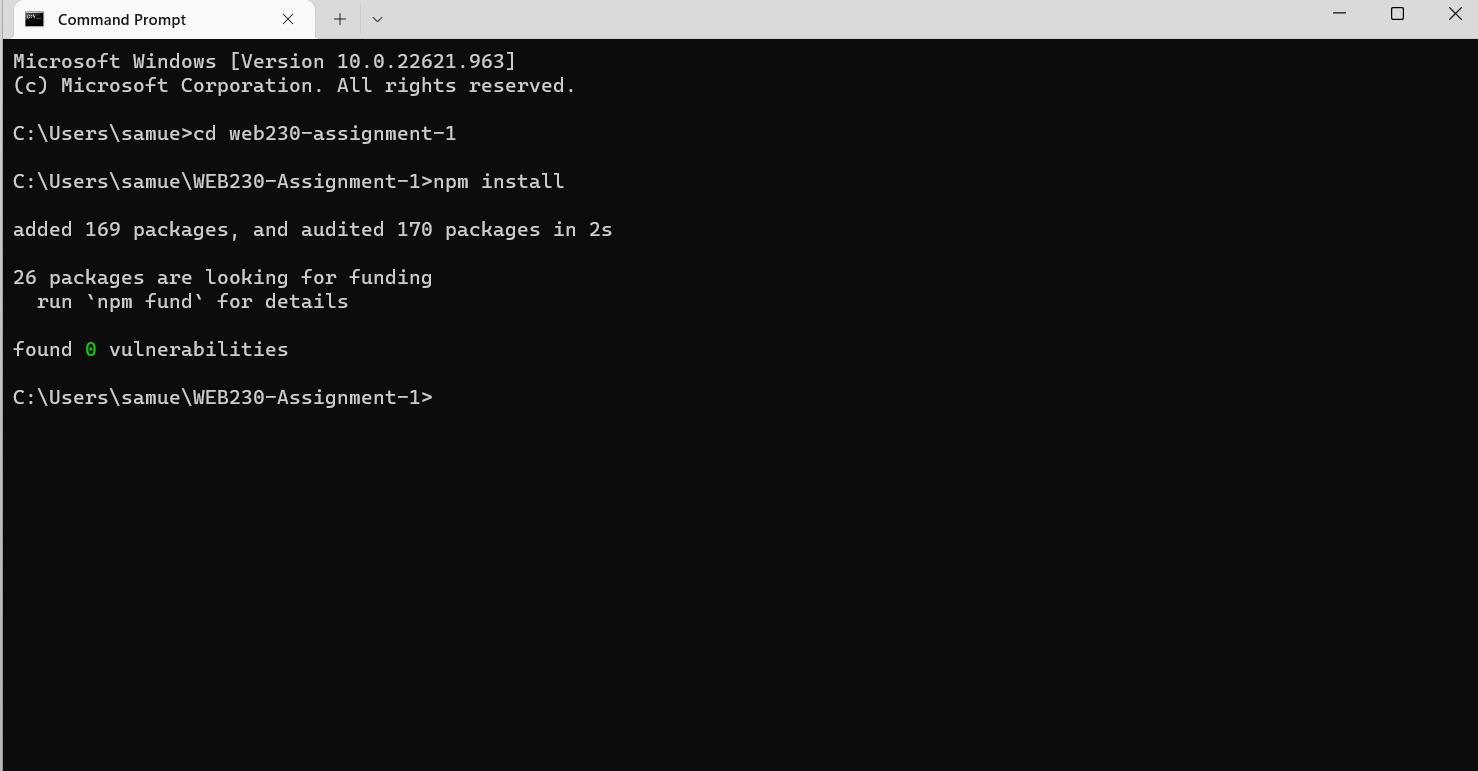 Command Prompt
Microsoft Windows [Version 10.0.22621.963]
(c) Microsoft Corporation. All rights reserved.
C:\Users\samue>cd web230-assignment-1
C:\Users\samue\WEB230-Assignment-1>npm install
added 169 packages, and audited 170 packages in 2s
26 packages are looking for funding
  run `npm fund` for details
found 0 vulnerabilities
C:\Users\samue\WEB230-Assignment-1>